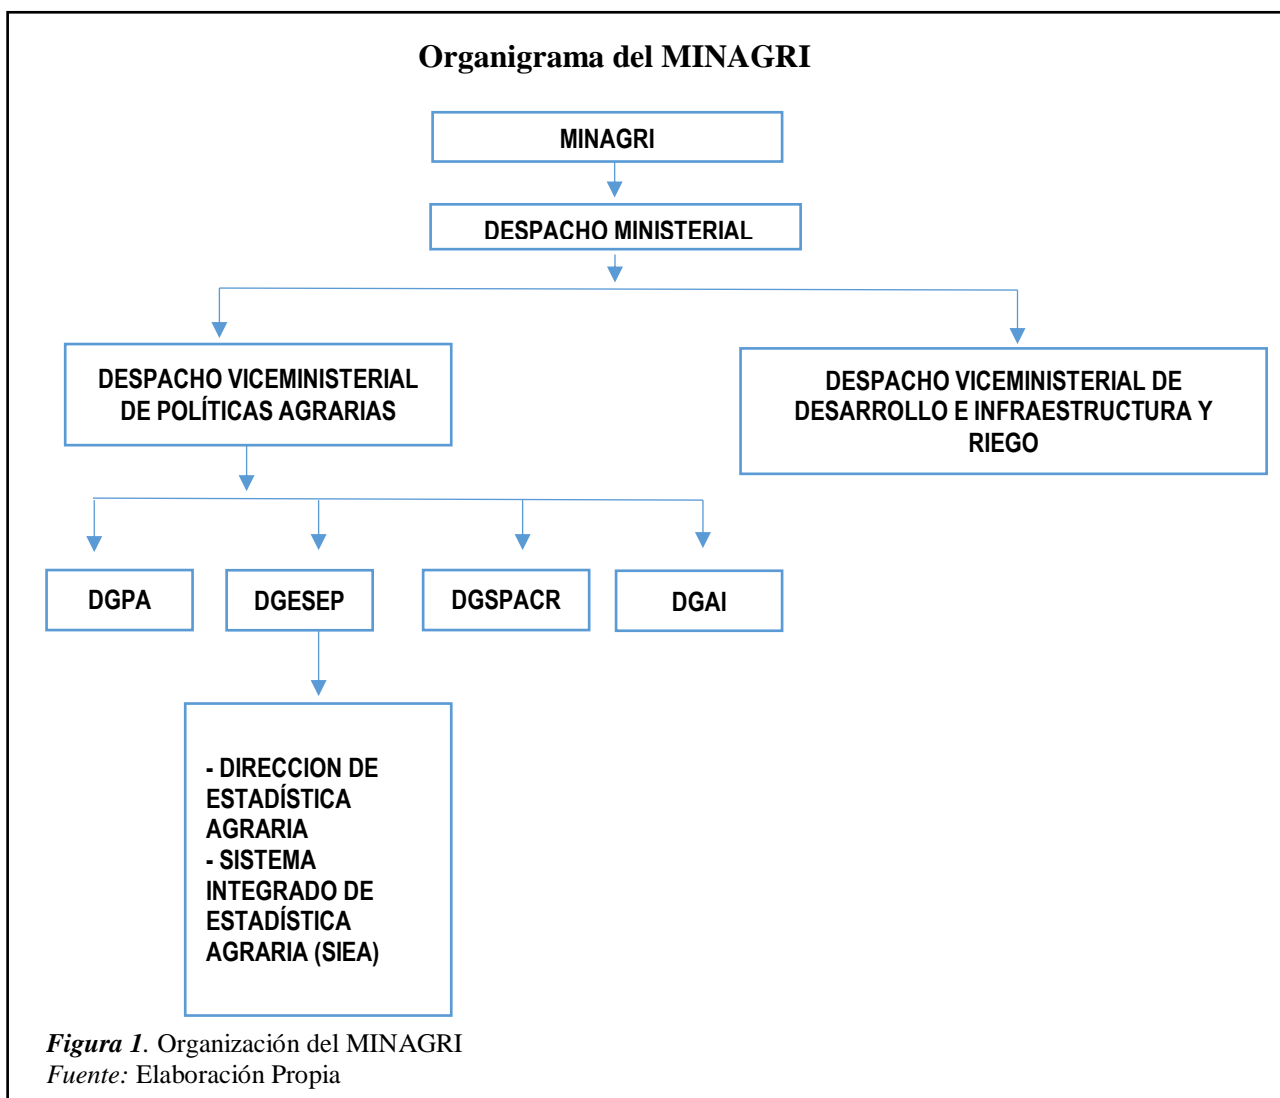 Organigrama del MINAGRI
MINAGRI
DESPACHO MINISTERIAL
DESPACHO VICEMINISTERIAL
DE POLÍTICAS AGRARIAS
DESPACHO VICEMINISTERIAL DE
DESARROLLO E INFRAESTRUCTURA Y
RIEGO
DGPA
DGESEP
DGSPACR
DGAI
- DIRECCION DE
ESTADÍSTICA
AGRARIA
- SISTEMA
INTEGRADO DE
ESTADÍSTICA
AGRARIA (SIEA)
Figura 1. Organización del MINAGRI
Fuente: Elaboración Propia